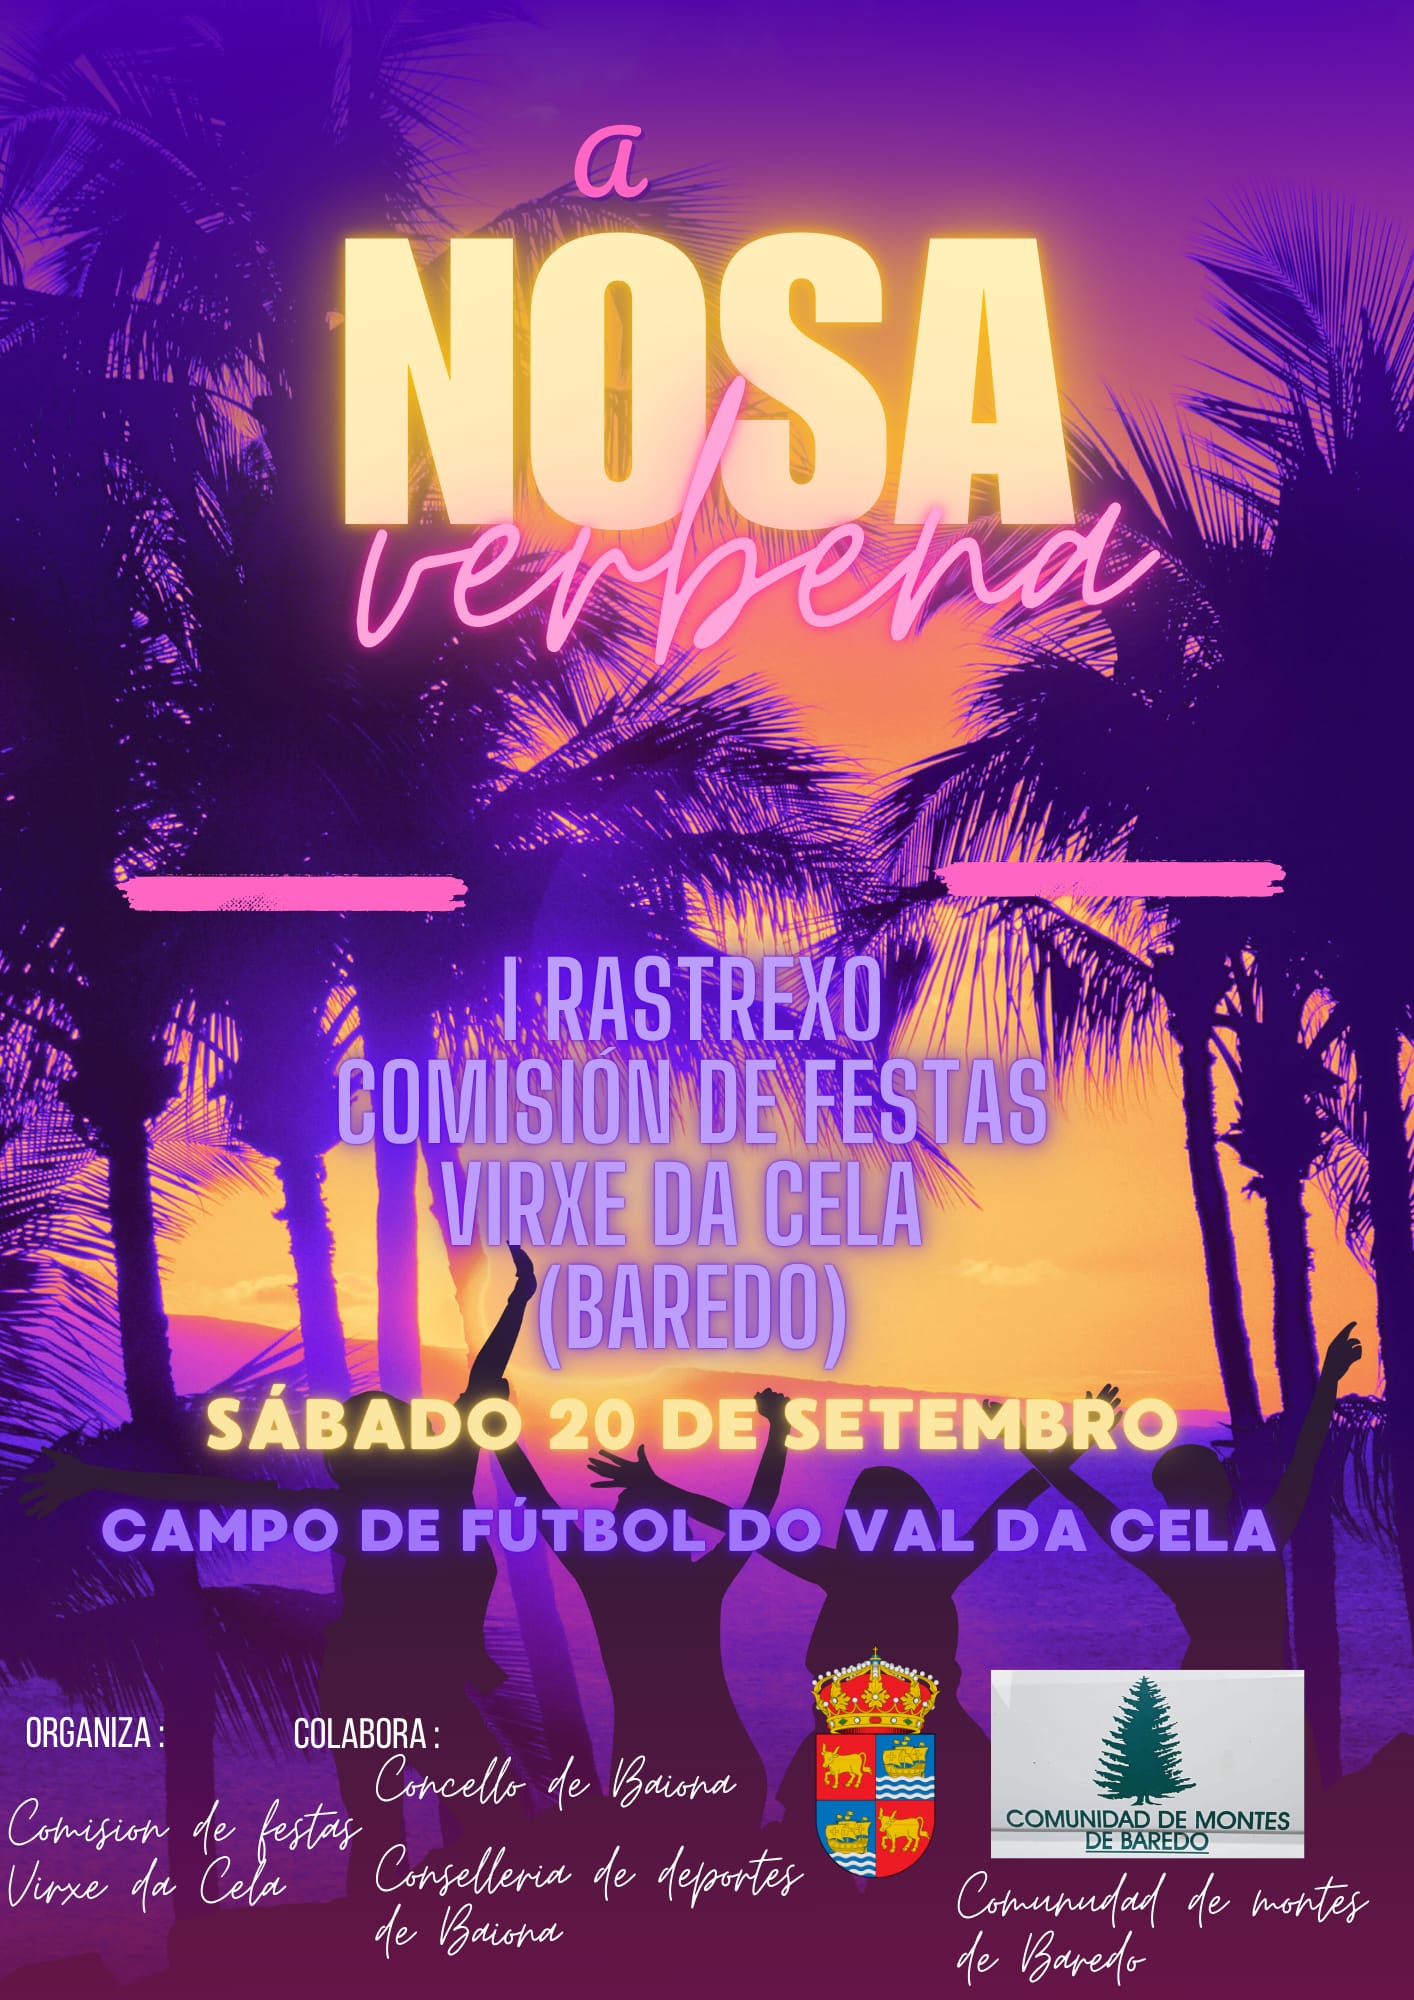 a
NOSA
verbena
I RASTREXO
COMISIÓN DE FESTAS
VIRXE DA CELA
(BAREDO)
SÁBADO 20 DE SETEMBRO
CAMPO DE FÚTBOL DO VAL DA CELA
ORGANIZA :
Comision de festas
Virxe da Cela
COLABORA :
Concello de Baiona
Conselleria de deportes
de Baiona
COMUNIDAD DE MONTES
DE BAREDO
Comunudad de montes
de Baredo